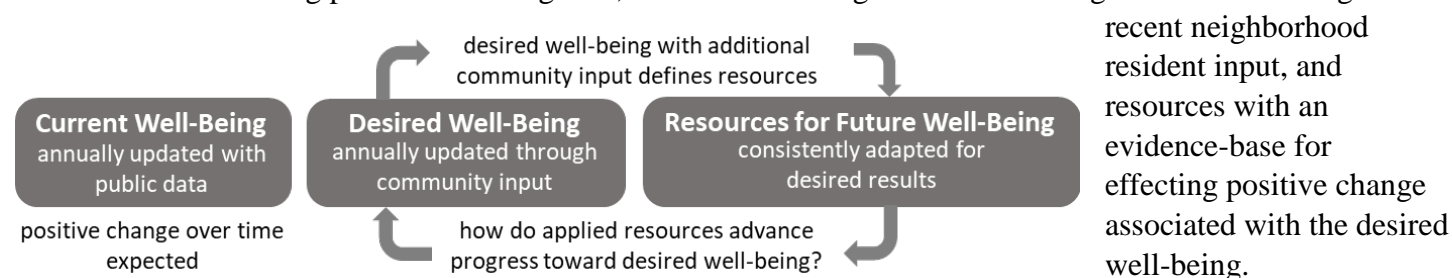 desired well-being with additional
community input defines resources
Current Well-Being
annually updated with
public data
positive change over time
expected
Desired Well-Being
annually updated through
community input
Resources for Future Well-Being
consistently adapted for
desired results
how do applied resources advance
progress toward desired well-being?
recent neighborhood
resident input, and
resources with an
evidence-base for
effecting positive change
associated with the desired
well-being.